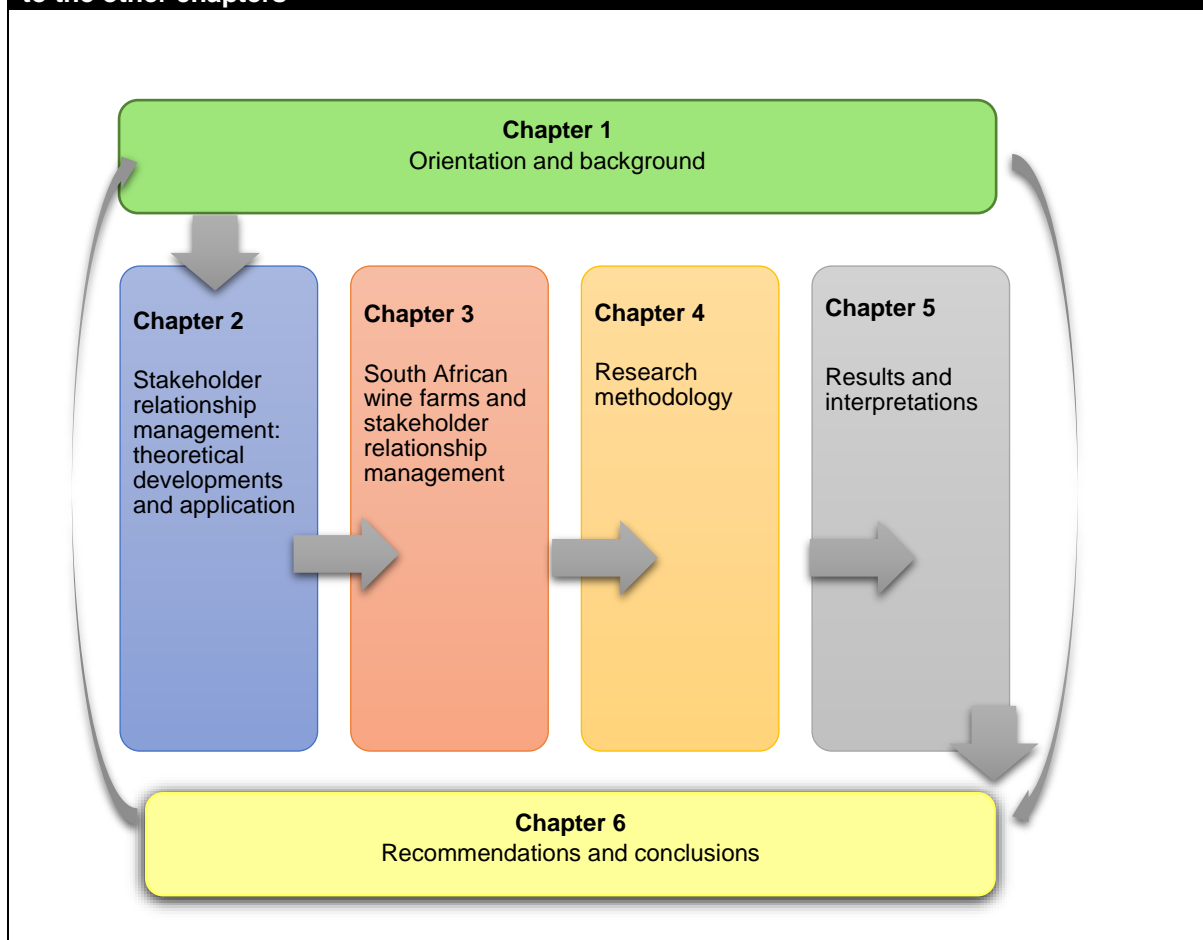 to the other chapters
Chapter 1
Orientation and background
Chapter 2
Stakeholder
relationship
management:
theoretical
developments
and application
Chapter 3
South African
wine farms and
stakeholder
relationship
management
Chapter 4
Research
methodology
Chapter 5
Results and
interpretations
Chapter 6
Recommendations and conclusions